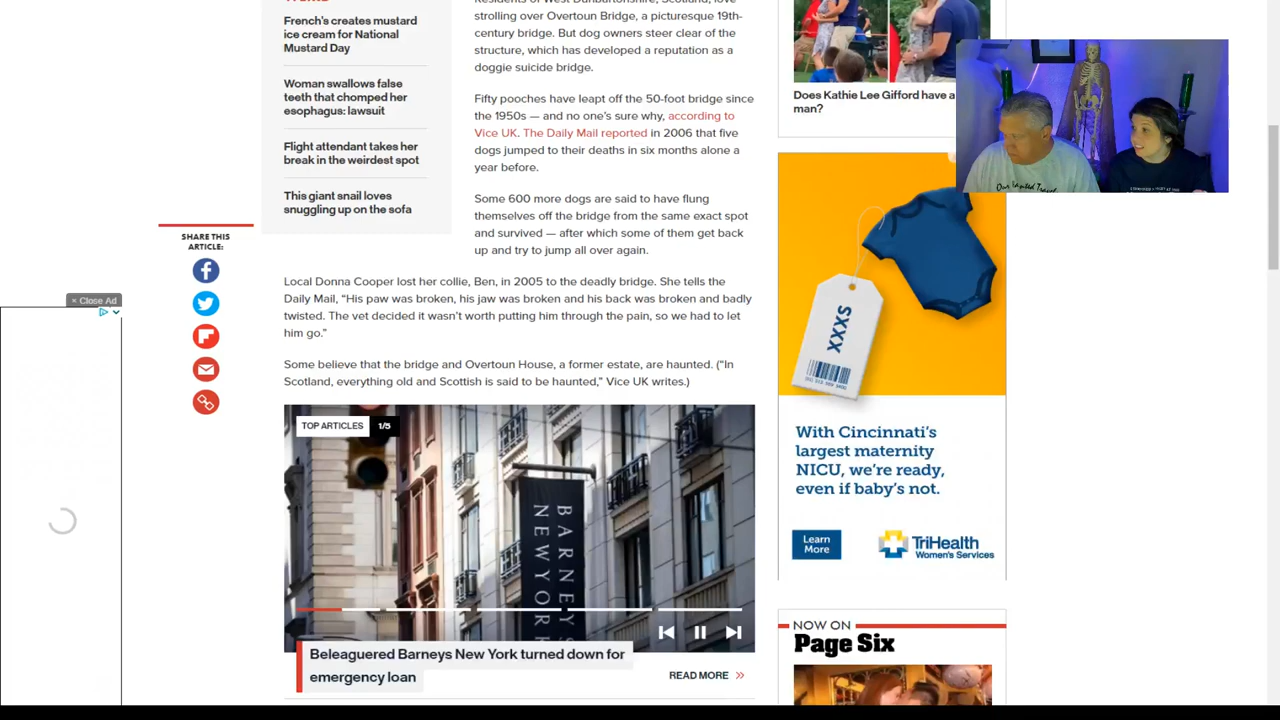 French's creates mustard
ice cream for National
Mustard Day
Woman swallows false
teeth that chomped her
esophagus: lawsuit
Flight attendant takes her
break in the weirdest spot
This giant snail loves
snuggling up on the sofa
SHARE THIS
ARTICLE:
× Close Ad
strolling over Overtoun Bridge, a picturesque 19th-
century bridge. But dog owners steer clear of the
structure, which has developed a reputation as a
doggie suicide bridge.
Fifty pooches have leapt off the 50-foot bridge since
the 1950s — and no one's sure why, according to
Vice UK. The Daily Mail reported in 2006 that five
dogs jumped to their deaths in six months alone a
year before.
Some 600 more dogs are said to have flung
themselves off the bridge from the same exact spot
and survived — after which some of them get back
up and try to jump all over again.
Local Donna Cooper lost her collie, Ben, in 2005 to the deadly bridge. She tells the
Daily Mail, “His paw was broken, his jaw was broken and his back was broken and badly
twisted. The vet decided it wasn't worth putting him through the pain, so we had to let
him go.”
Some believe that the bridge and Overtoun House, a former estate, are haunted. (“In
Scotland, everything old and Scottish is said to be haunted,” Vice UK writes.)
TOP ARTICLES 1/5
BARNEYS
NEW YORK
Beleaguered Barneys New York turned down for
emergency loan
READ MORE »
Does Kathie Lee Gifford have a
man?
XXXS
With Cincinnati's
largest maternity
NICU, we're ready,
even if baby's not.
Learn
More
TriHealth
Women's Services
NOW ON
Page Six